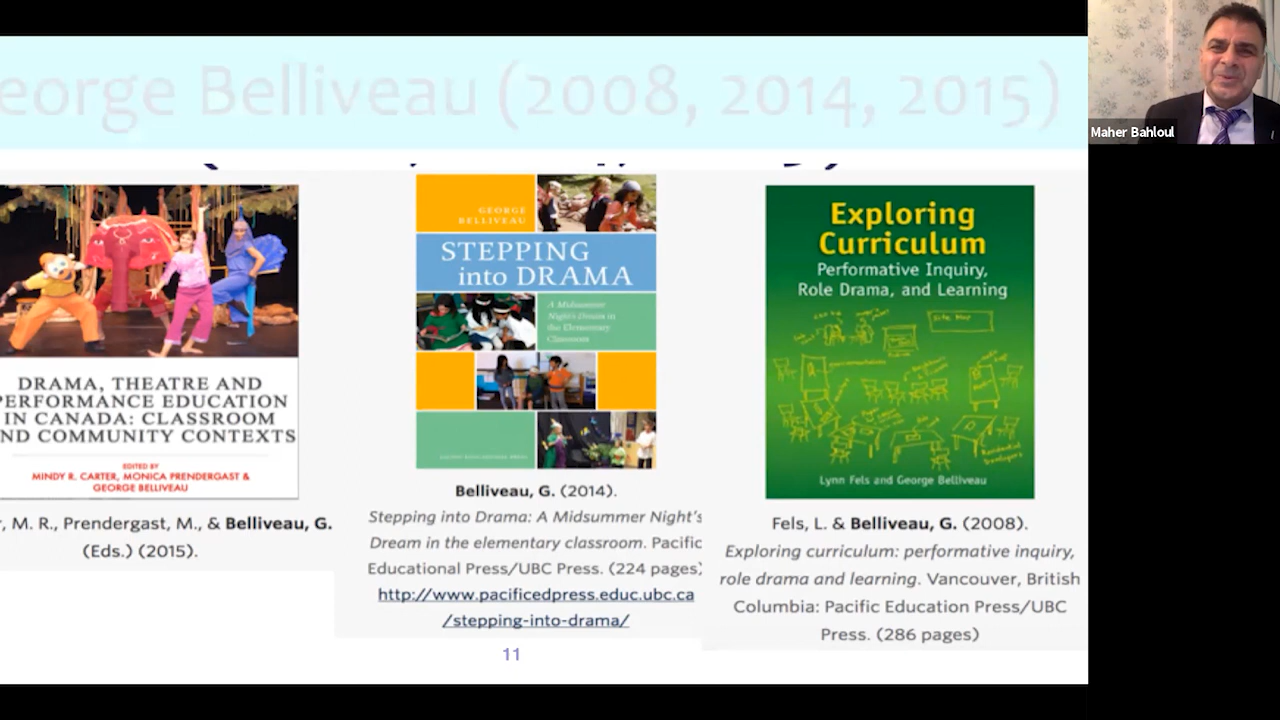 eorge Belliveau (2008, 2014, 2015)
Maher Bahloul
DRAMA, THEATRE AND
PERFORMANCE EDUCATION
IN CANADA: CLASSROOM
ND COMMUNITY CONTEXTS
EDITED BY
MINDY R. CARTER, MONICA PRENDERGAST &
GEORGE BELLIVEAU
, M. R., Prendergast, M., & Belliveau, G.
(Eds.) (2015).
GEORGE
BELLIVEAU
STEPPING
into DRAMA
A Midsummer
Night's Dream in
the Elementary
Classroom
Belliveau, G. (2014).
Stepping into Drama: A Midsummer Night's
Dream in the elementary classroom. Pacific
Educational Press/UBC Press. (224 pages)
http://www.pacificedpress.educ.ubc.ca
/stepping-into-drama/
Exploring
Curriculum
Performative Inquiry,
Role Drama, and Learning
Site Map
Residential
Developers
Lynn Fels and George Belliveau
Fels, L. & Belliveau, G. (2008).
Exploring curriculum: performative inquiry,
role drama and learning. Vancouver, British
Columbia: Pacific Education Press/UBC
Press. (286 pages)
11